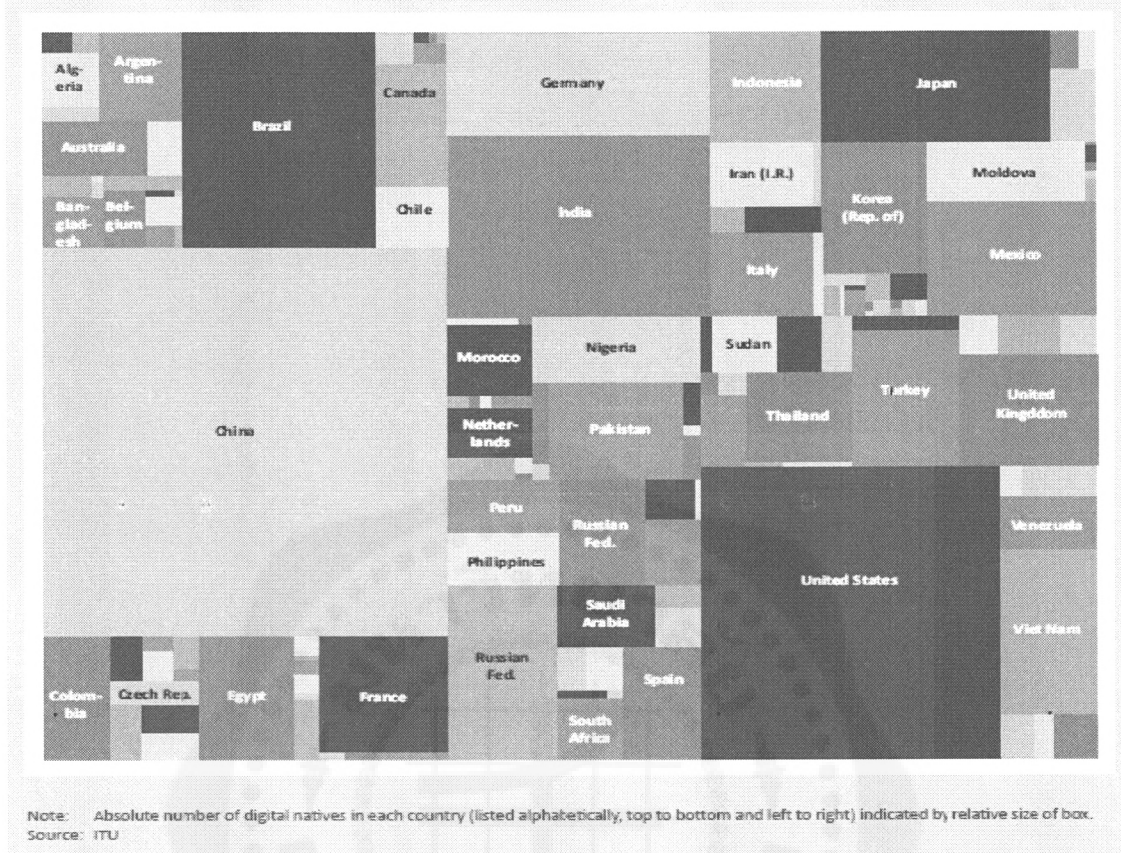 Alg-
eria
Argen-
tina
Australia
Ban-
glad-
esh
Bel-
gium
Brazil
Canada
Chile
China
Colom-
bia
Czech Rep.
Egypt
France
Germany
India
Morocco
Nether-
lands
Nigeria
Pakistan
Peru
Philippines
Russian
Fed.
Russian
Fed.
Saudi
Arabia
South
Africa
Spain
Indonesia
Iran (I.R.)
Italy
Japan
Korea
(Rep. of)
Moldova
Mexico
Sudan
Thailand
Turkey
United
Kingddom
United States
Venezuela
Viet Nam
Note: Absolute number of digital natives in each country (listed alphabetically, top to bottom and left to right) indicated by relative size of box.
Source: ITU